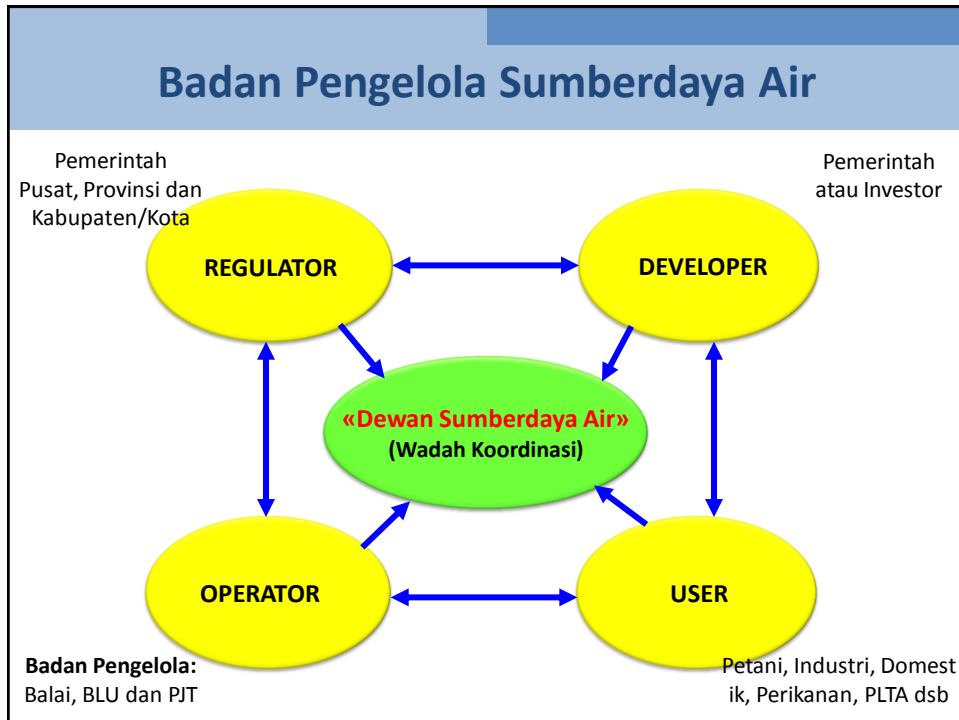 Badan Pengelola Sumberdaya Air
Pemerintah
Pusat, Provinsi dan
Kabupaten/Kota
Pemerintah
atau Investor
REGULATOR
DEVELOPER
«Dewan Sumberdaya Air»
(Wadah Koordinasi)
OPERATOR
USER
Badan Pengelola:
Balai, BLU dan PJT
Petani, Industri, Domest
ik, Perikanan, PLTA dsb